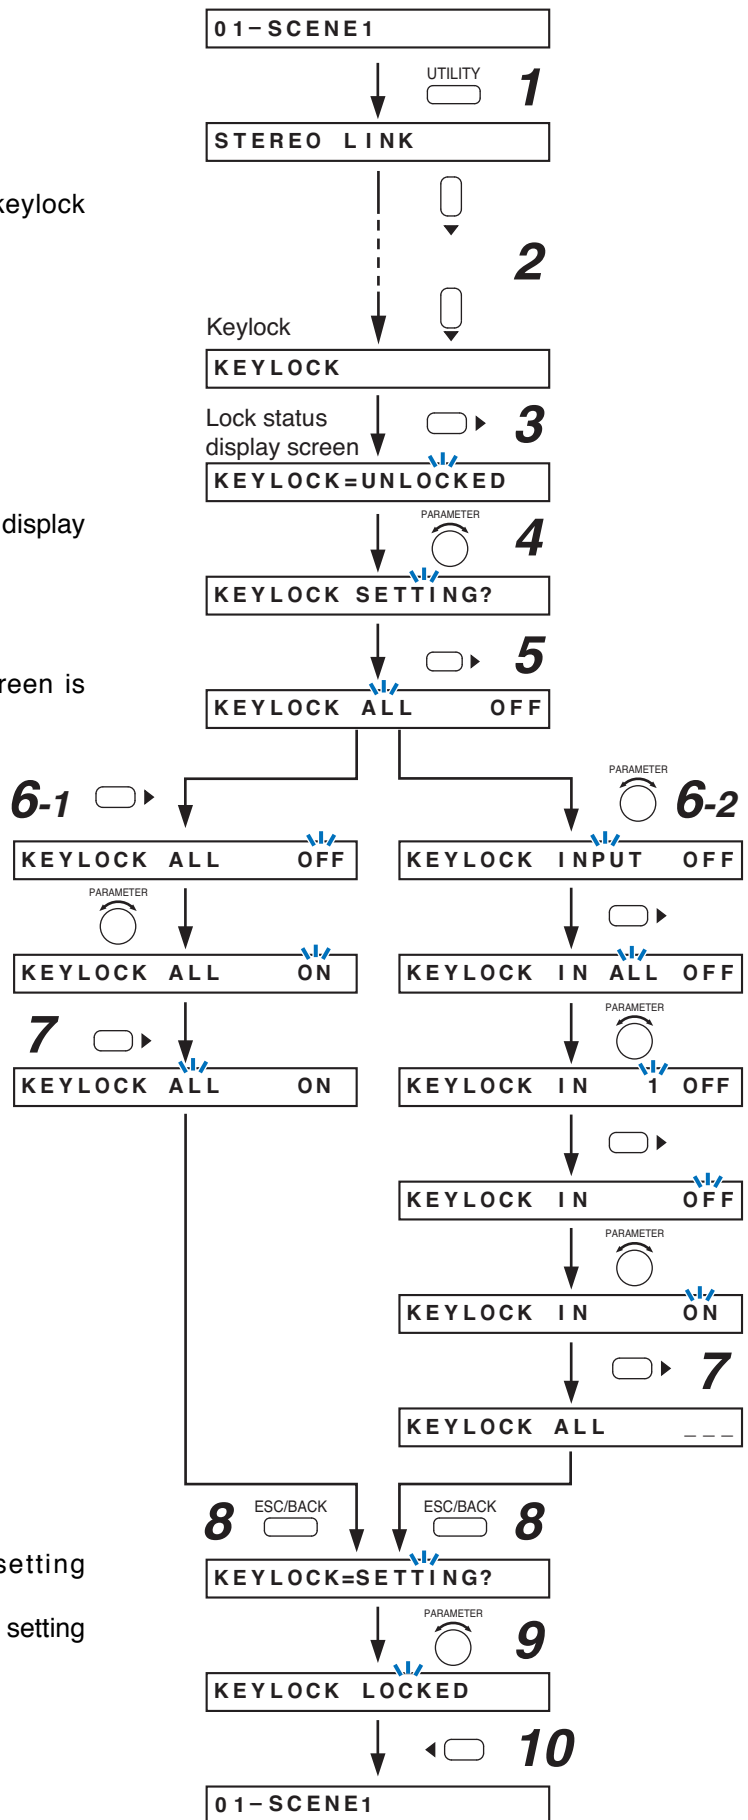 01-SCENE1
UTILITY
1
STEREO LINK
keylock
2
Keylock
KEYLOCK
Lock status
display screen
3
KEYLOCK=UNLOCKED
display
PARAMETER
4
KEYLOCK SETTING?
5
reen is
KEYLOCK ALL OFF
6-1
PARAMETER
6-2
KEYLOCK ALL OFF
KEYLOCK INPUT OFF
PARAMETER
KEYLOCK ALL ON
KEYLOCK IN ALL OFF
PARAMETER
7
KEYLOCK ALL ON
KEYLOCK IN 1 OFF
KEYLOCK IN OFF
PARAMETER
KEYLOCK IN ON
7
KEYLOCK ALL _ _ _
8 ESC/BACK
ESC/BACK 8
setting
KEYLOCK=SETTING?
setting
PARAMETER
9
KEYLOCK LOCKED
10
01-SCENE1